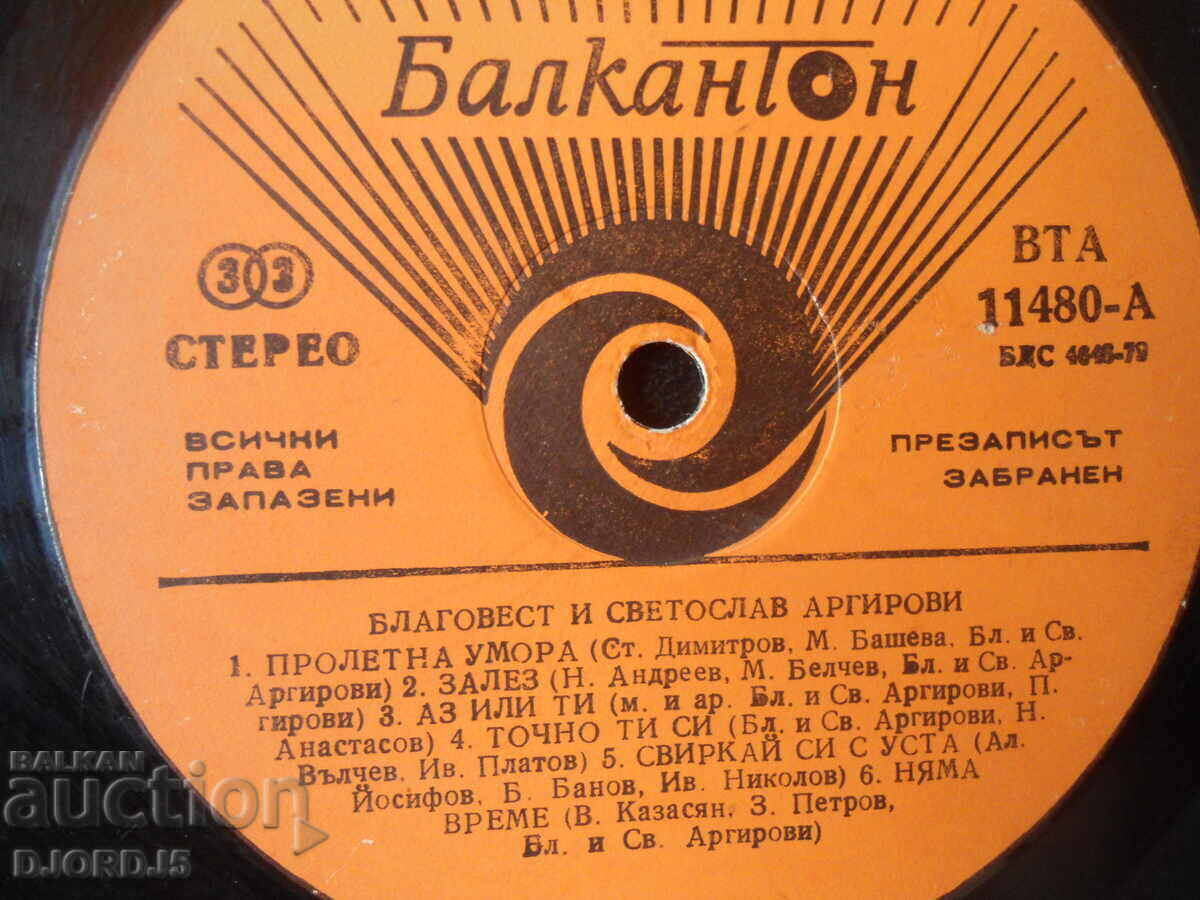 Балкантон
33
СТЕРЕО
ВСИЧКИ
ПРАВА
ЗАПАЗЕНИ
ВТА
11480-А
БДС 4646-79
ПРЕЗАПИСЪТ
ЗАБРАНЕН
БЛАГОВЕСТ И СВЕТОСЛАВ АРГИРОВИ
1. ПРОЛЕТНА УМОРА (Ст. Димитров, М. Башева, Бл. и Св.
Аргирови) 2. ЗАЛЕЗ (Н. Андреев, М. Белчев, Бл. и Св. Ар-
гирови) 3. АЗ ИЛИ ТИ (м. и ар. Бл. и Св. Аргирови, П.
Анастасов) 4. ТОЧНО ТИ СИ (Бл. и Св. Аргирови, Н.
Вълчев, Ив. Платов) 5. СВИРКАЙ СИ С УСТА (Ал.
Йосифов, Б. Банов, Ив. Николов) 6. НЯМА
ВРЕМЕ (В. Казасян, З. Петров,
Бл. и Св. Аргирови)
BALKAN
auction
DJORD_J5